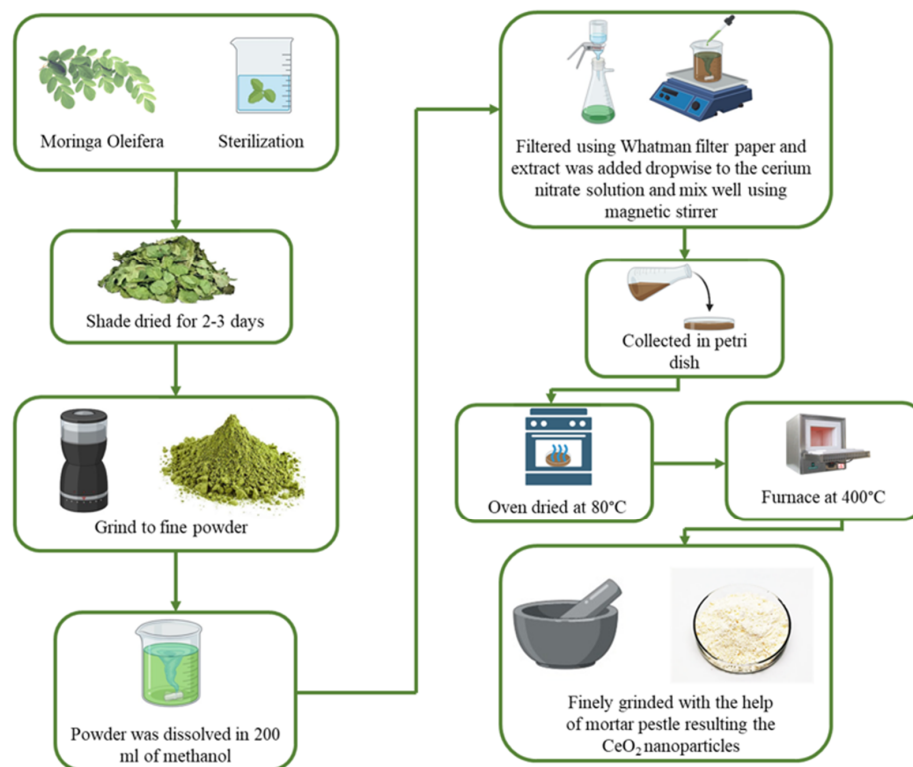 Moringa Oleifera
Sterilization
Shade dried for 2-3 days
Grind to fine powder
Powder was dissolved in 200
ml of methanol
Filtered using Whatman filter paper and
extract was added dropwise to the cerium
nitrate solution and mix well using
magnetic stirrer
Collected in petri
dish
Oven dried at 80°C
Furnace at 400°C
Finely grinded with the help
of mortar pestle resulting the
CeO₂ nanoparticles